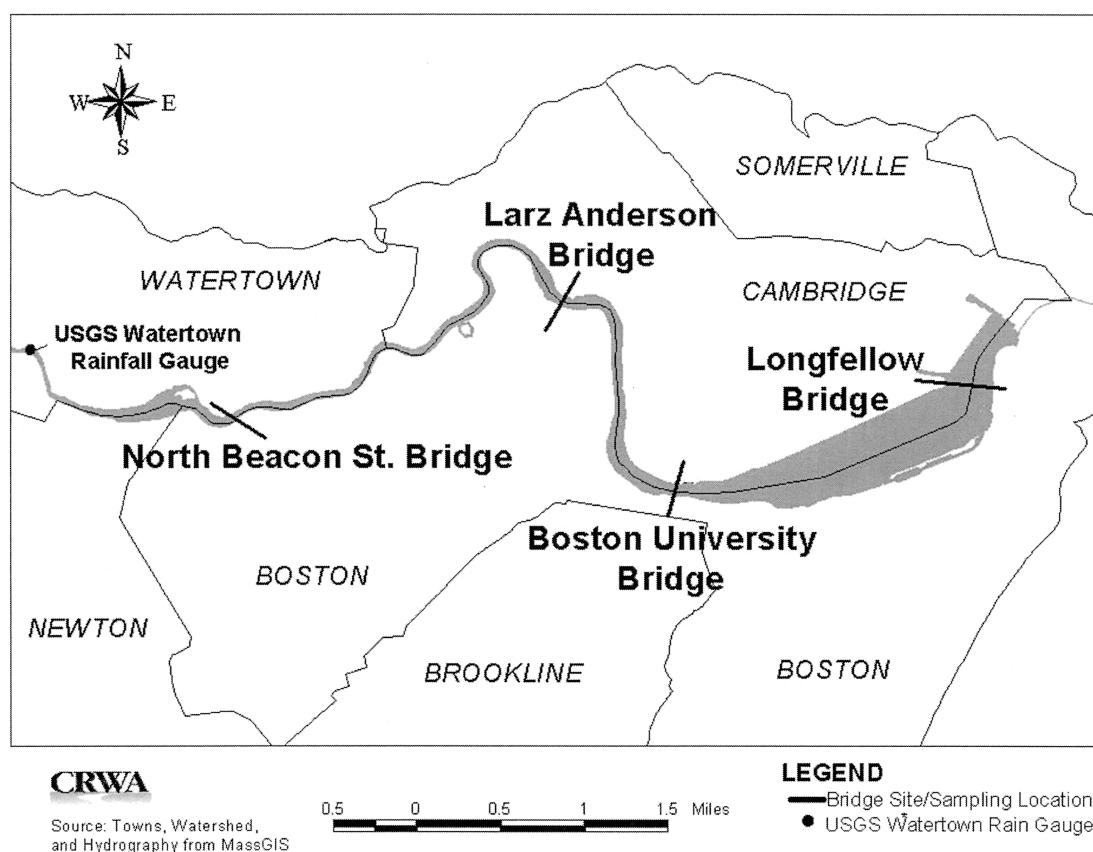 N
W E
S
SOMERVILLE
Larz Anderson
Bridge
WATERTOWN
CAMBRIDGE
USGS Watertown
Rainfall Gauge
Longfellow
Bridge
North Beacon St. Bridge
Boston University
Bridge
BOSTON
NEWTON
BROOKLINE
BOSTON
CRWA
Source: Towns, Watershed,
and Hydrography from MassGIS
0.5 0 0.5 1 1.5 Miles
LEGEND
Bridge Site/Sampling Location
USGS Watertown Rain Gauge